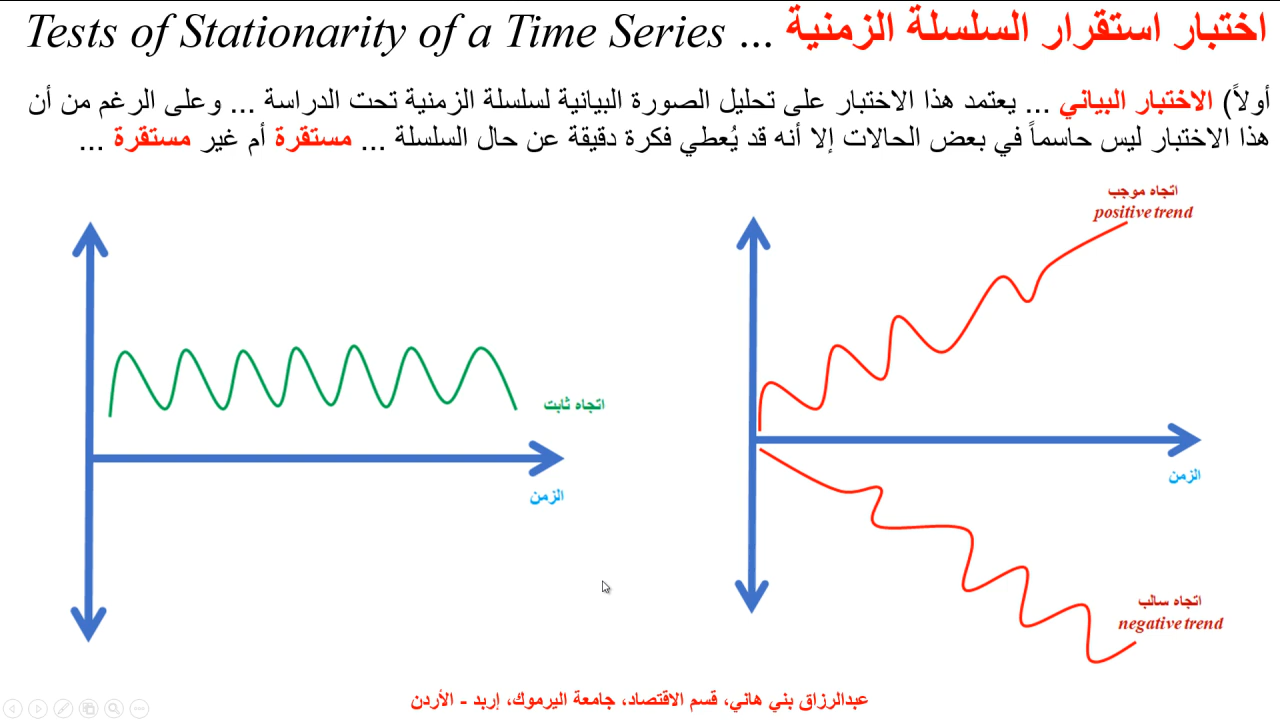 اختبار استقرار السلسلة الزمنية ... Tests of Stationarity of a Time Series
أولاً) الاختبار البياني ... يعتمد هذا الاختبار على تحليل الصورة البيانية لسلسلة الزمنية تحت الدراسة ... وعلى الرغم من أن
هذا الاختبار ليس حاسماً في بعض الحالات إلا أنه قد يُعطي فكرة دقيقة عن حال السلسلة ... مستقرة أم غير مستقرة ...
اتجاه موجب
positive trend
اتجاه ثابت
الزمن
الزمن
اتجاه سالب
negative trend
عبدالرزاق بني هاني، قسم الاقتصاد، جامعة اليرموك، إربد - الأردن